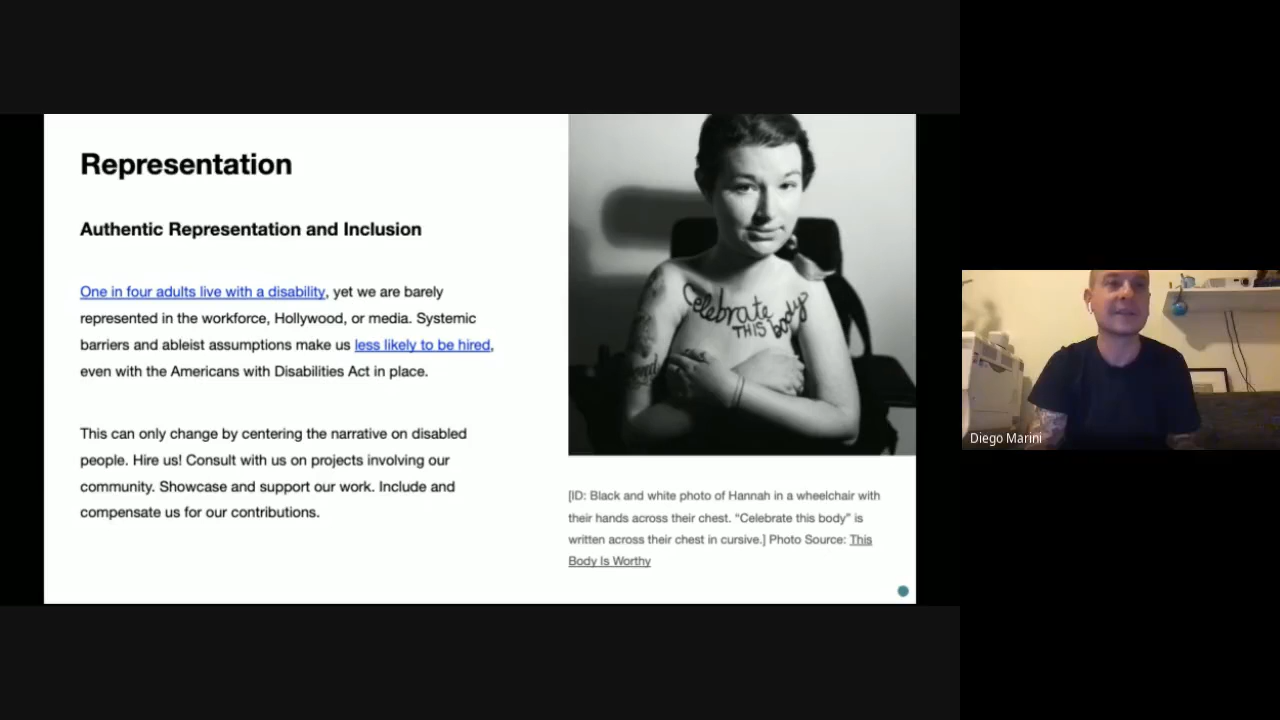 Representation
Authentic Representation and Inclusion
One in four adults live with a disability, yet we are barely
represented in the workforce, Hollywood, or media. Systemic
barriers and ableist assumptions make us less likely to be hired,
even with the Americans with Disabilities Act in place.
This can only change by centering the narrative on disabled
people. Hire us! Consult with us on projects involving our
community. Showcase and support our work. Include and
compensate us for our contributions.
Celebrate
THIS body
[ID: Black and white photo of Hannah in a wheelchair with
their hands across their chest. “Celebrate this body” is
written across their chest in cursive.] Photo Source: This
Body Is Worthy
Diego Marini